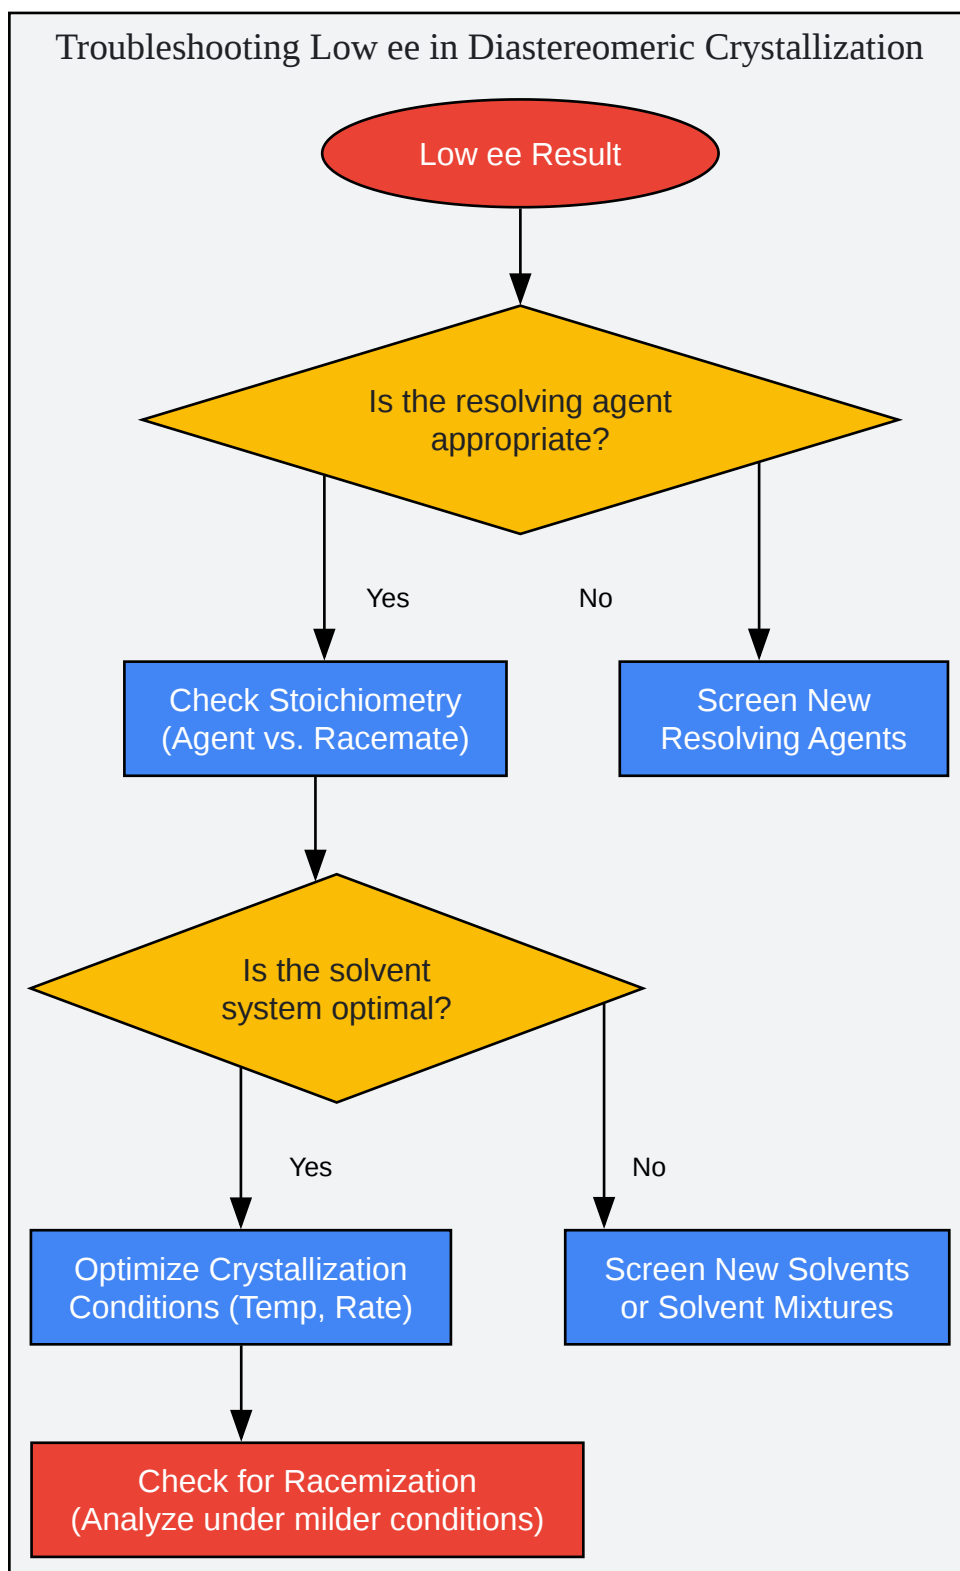 Troubleshooting Low ee in Diastereomeric Crystallization
Low ee Result
Is the resolving agent
appropriate?
Yes
No
Check Stoichiometry
(Agent vs. Racemate)
Screen New
Resolving Agents
Is the solvent
system optimal?
Yes
No
Optimize Crystallization
Conditions (Temp, Rate)
Screen New Solvents
or Solvent Mixtures
Check for Racemization
(Analyze under milder conditions)